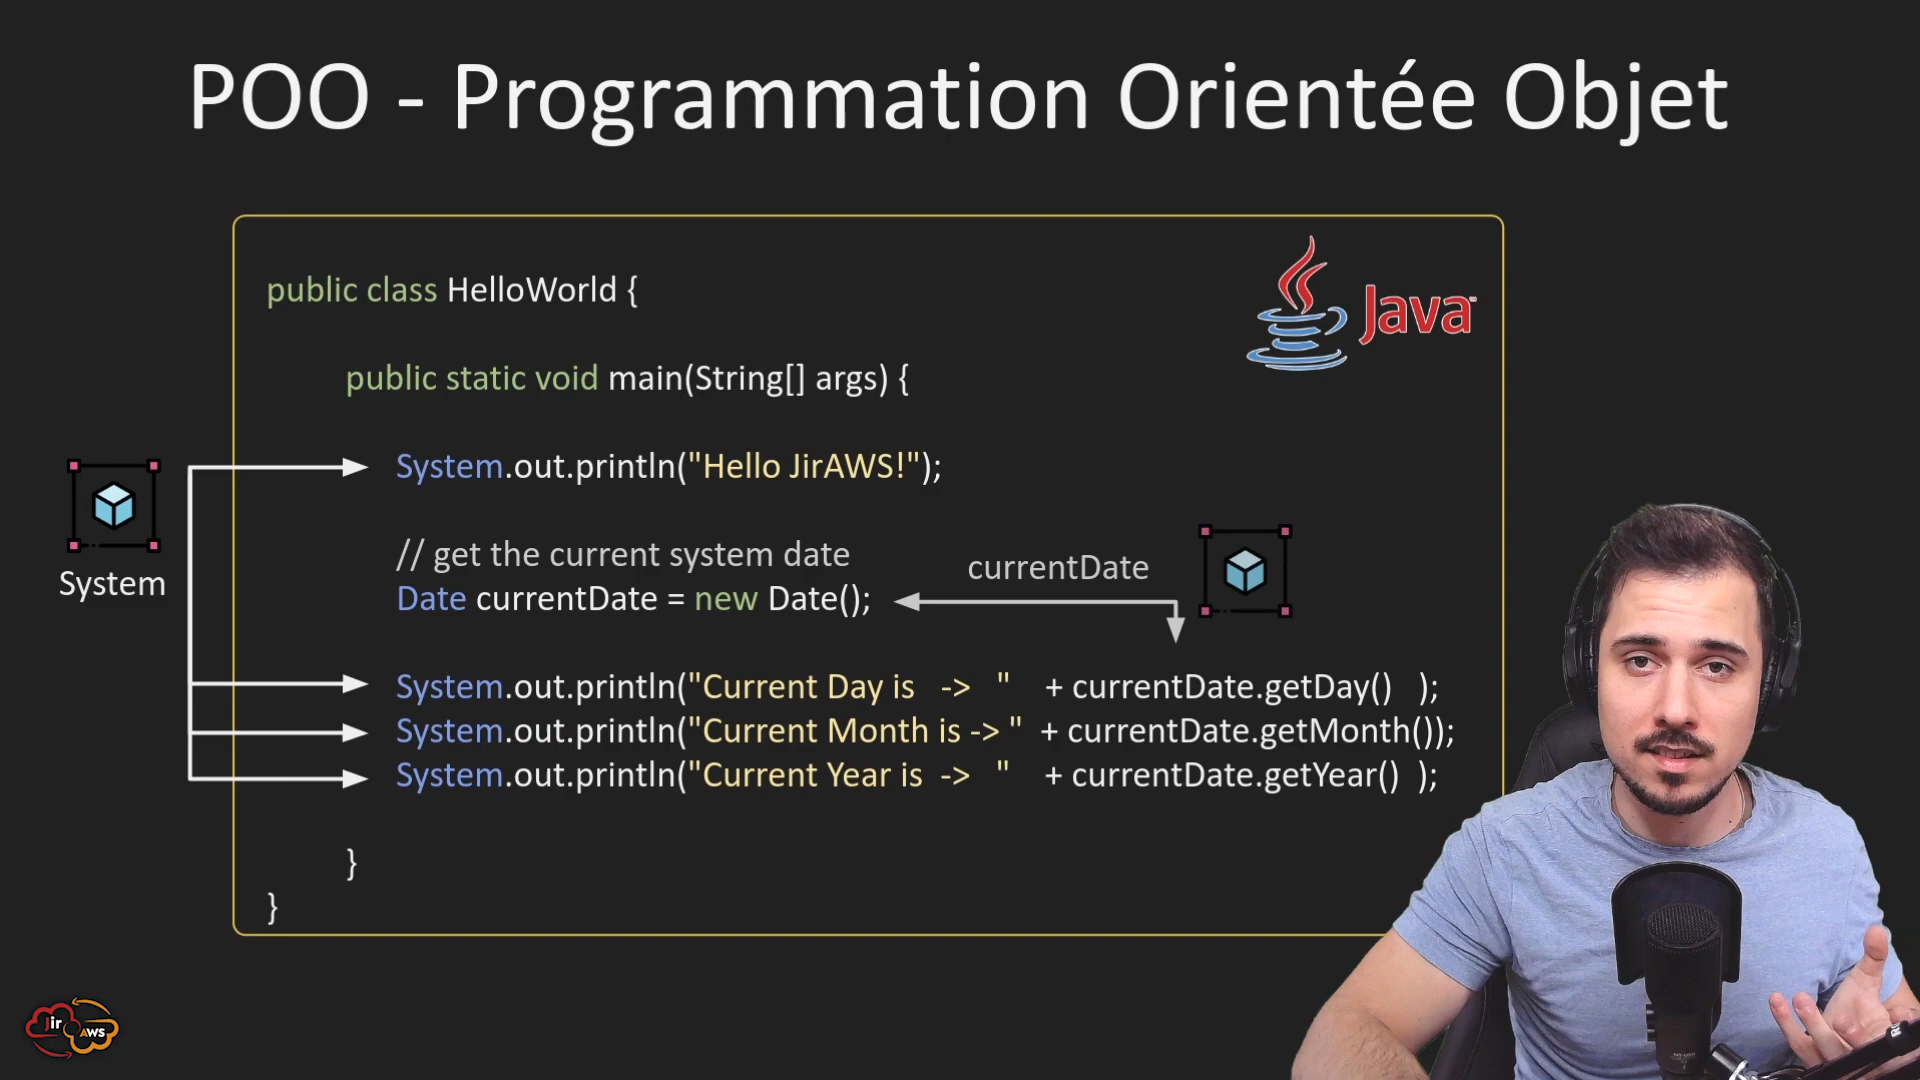 POO - Programmation Orientée Objet
public class HelloWorld {
Java
public static void main(String[] args) {
System.out.println("Hello JirAWS!");
System
// get the current system date
currentDate
Date currentDate = new Date();
System.out.println("Current Day is  ->  "  + currentDate.getDay()  );
System.out.println("Current Month is -> "  + currentDate.getMonth());
System.out.println("Current Year is  ->  "  + currentDate.getYear()  );
}
}
Jir AWS